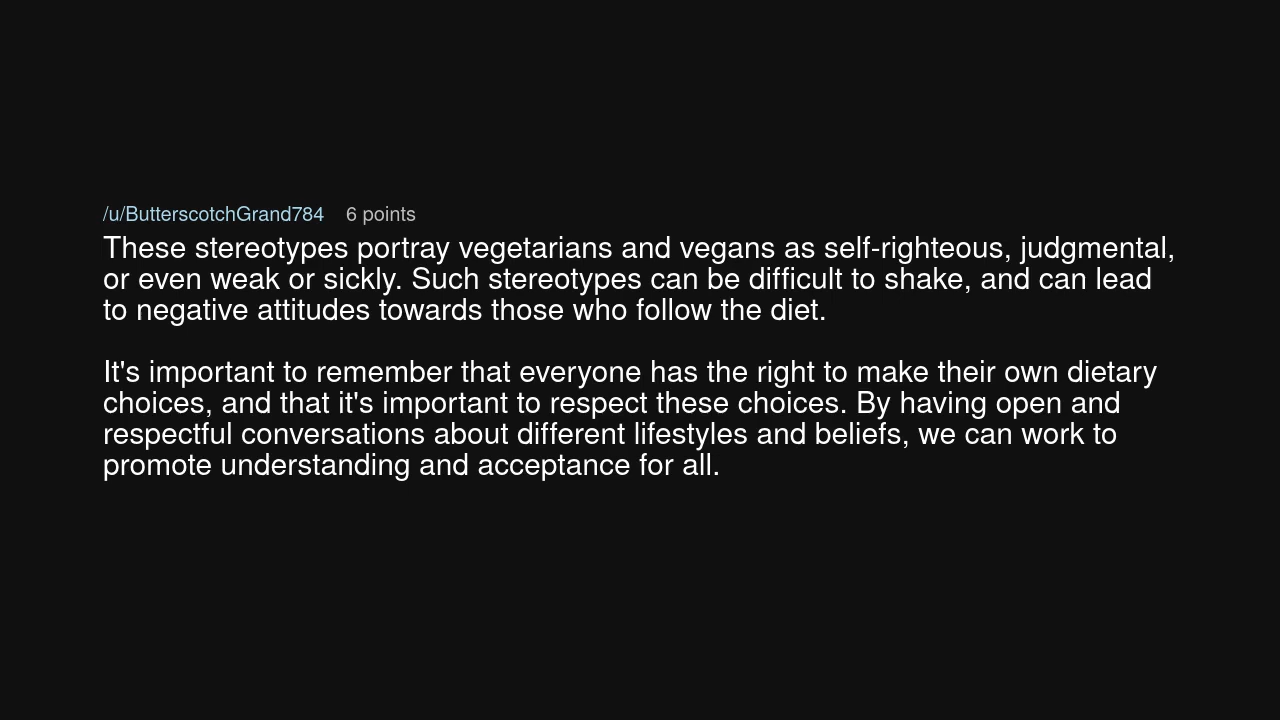 /u/ButterscotchGrand784 6 points
These stereotypes portray vegetarians and vegans as self-righteous, judgmental,
or even weak or sickly. Such stereotypes can be difficult to shake, and can lead
to negative attitudes towards those who follow the diet.
It's important to remember that everyone has the right to make their own dietary
choices, and that it's important to respect these choices. By having open and
respectful conversations about different lifestyles and beliefs, we can work to
promote understanding and acceptance for all.